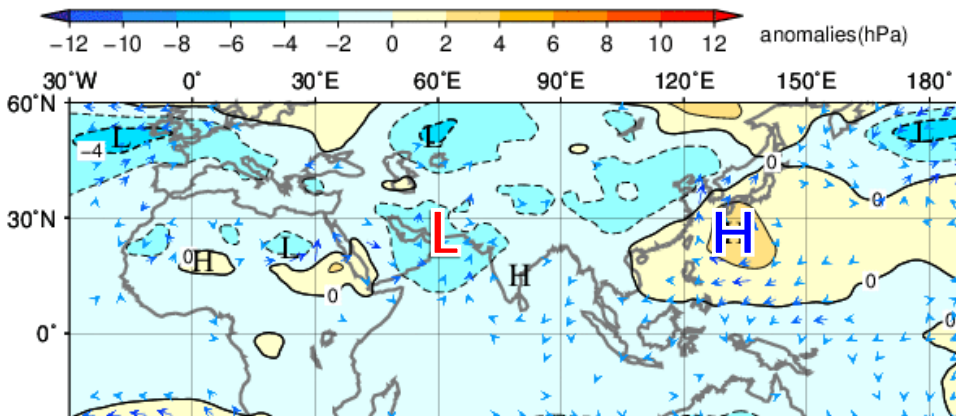 −12 −10 −8 −6 −4 −2 0 2 4 6 8 10 12 anomalies(hPa)
30˚W 0˚ 30˚E 60˚E 90˚E 120˚E 150˚E 180˚
60˚N
L L L
−4 0
0
30˚N
L L H
0 H H
0 0
0
0˚